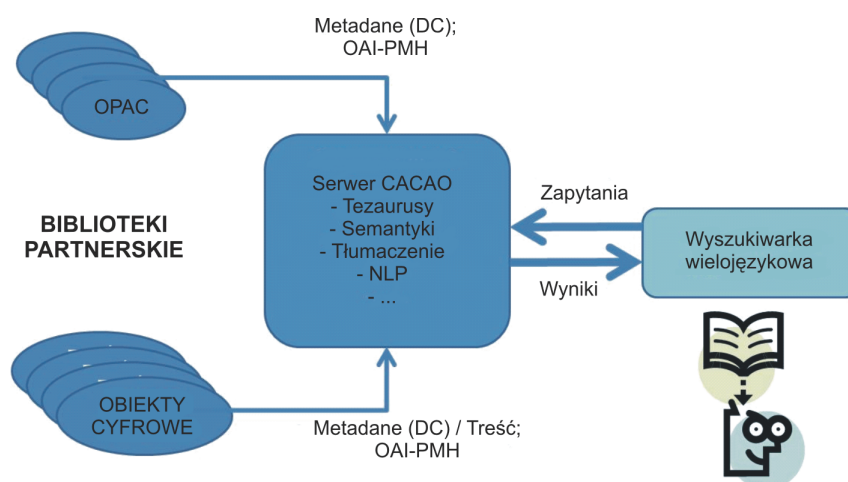 Metadane (DC);
OAI-PMH
OPAC
Serwer CACAO
- Tezaurusy
- Semantyki
- Tłumaczenie
- NLP
- ...
BIBLIOTEKI
PARTNERSKIE
Zapytania
Wyniki
Wyszukiwarka
wielojęzykowa
OBIEKTY
CYFROWE
Metadane (DC) / Treść;
OAI-PMH